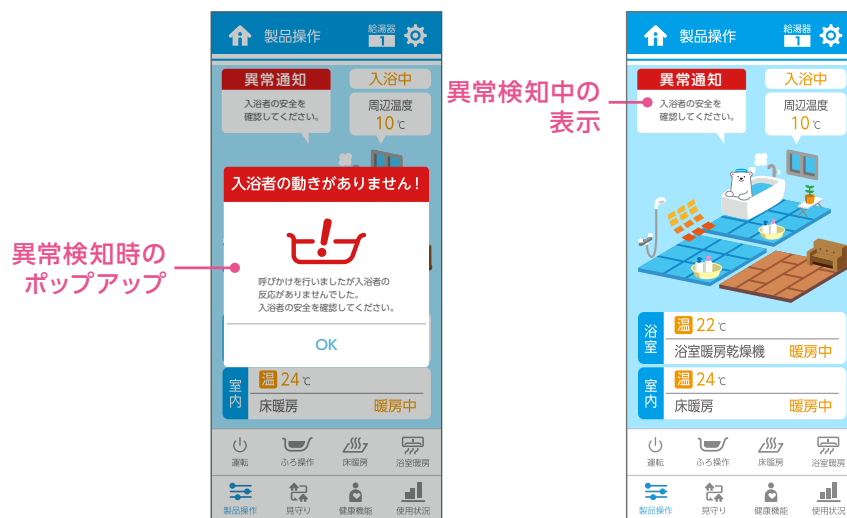 製品操作
給湯器
1
異常通知
入浴中
入浴者の安全を
確認してください。
周辺温度
10℃
入浴者の動きがありません!
呼びかけを行いましたが入浴者の
反応がありませんでした。
入浴者の安全を確認してください。
OK
室内
温 24℃
床暖房
暖房中
運転
ふろ操作
床暖房
浴室暖房
製品操作
見守り
健康機能
使用状況
異常検知時の
ポップアップ
異常検知中の
表示
製品操作
給湯器
1
異常通知
入浴中
入浴者の安全を
確認してください。
周辺温度
10℃
浴室
温 22℃
浴室暖房乾燥機
暖房中
室内
温 24℃
床暖房
暖房中
運転
ふろ操作
床暖房
浴室暖房
製品操作
見守り
健康機能
使用状況